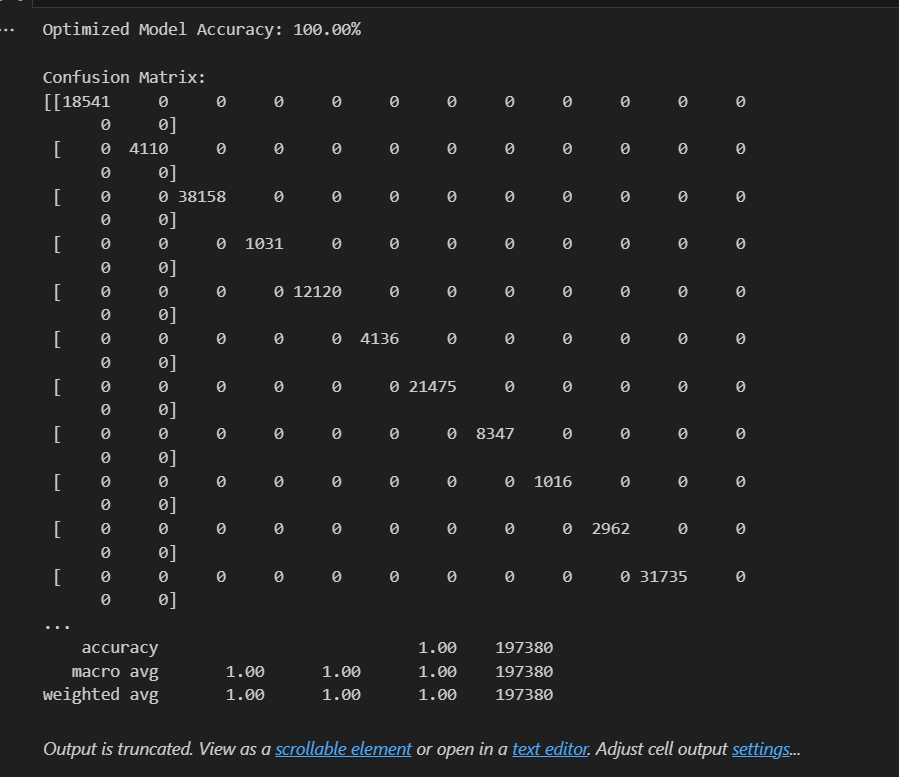 ...
Optimized Model Accuracy: 100.00%
Confusion Matrix:
[[18541 0 0 0 0 0 0 0 0 0 0 0
0 0]
[ 0 4110 0 0 0 0 0 0 0 0 0 0
0 0]
[ 0 0 38158 0 0 0 0 0 0 0 0 0
0 0]
[ 0 0 0 1031 0 0 0 0 0 0 0 0
0 0]
[ 0 0 0 0 12120 0 0 0 0 0 0 0
0 0]
[ 0 0 0 0 0 4136 0 0 0 0 0 0
0 0]
[ 0 0 0 0 0 0 21475 0 0 0 0 0
0 0]
[ 0 0 0 0 0 0 0 8347 0 0 0 0
0 0]
[ 0 0 0 0 0 0 0 0 1016 0 0 0
0 0]
[ 0 0 0 0 0 0 0 0 0 2962 0 0
0 0]
[ 0 0 0 0 0 0 0 0 0 0 31735 0
0 0]
...
accuracy 1.00 197380
macro avg 1.00 1.00 1.00 197380
weighted avg 1.00 1.00 1.00 197380
Output is truncated. View as a scrollable element or open in a text editor. Adjust cell output settings...